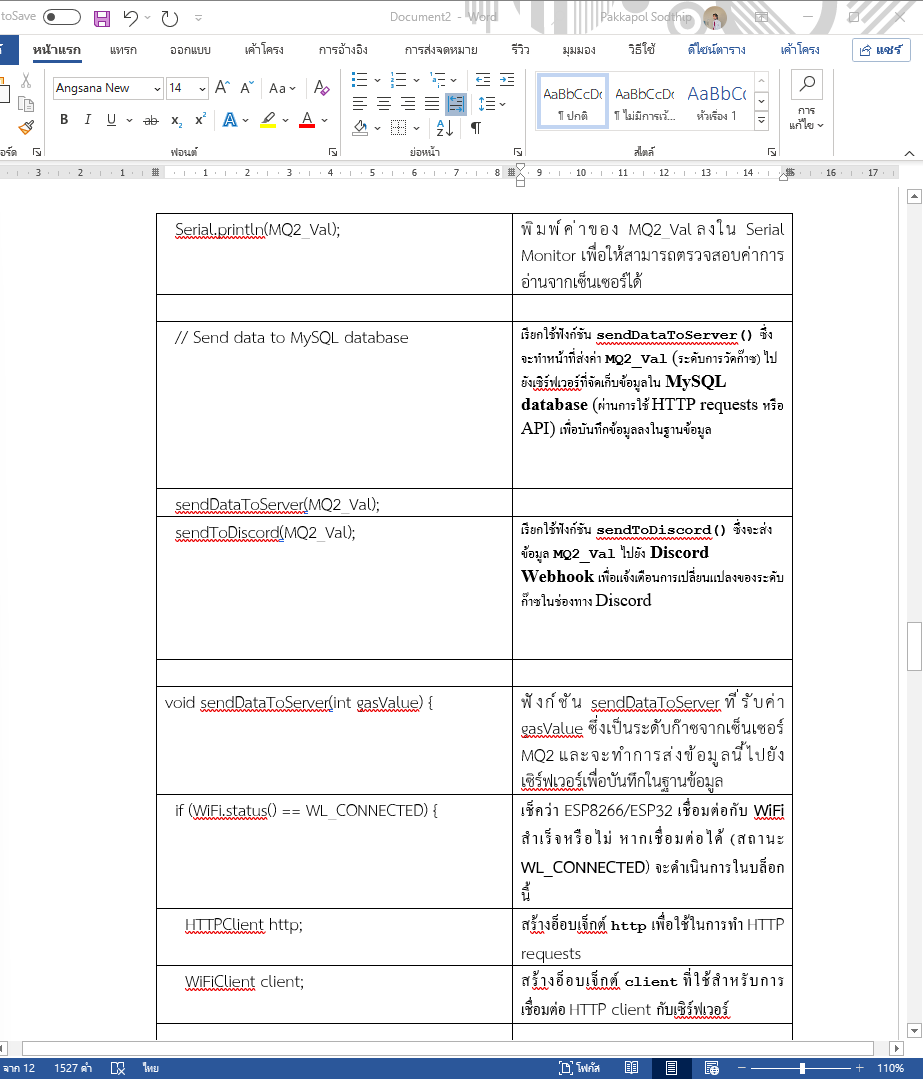 toSave
Document2 - Word
Pakkapol Sodthip
หน้าแรก แทรก ออกแบบ เค้าโครง การอ้างอิง การส่งจดหมาย รีวิว มุมมอง วิธีใช้ ดีไซน์ตาราง เค้าโครง แชร์
Angsana New 14 Aa
B I U ab x₂ x² A A
AaBbCcDc AaBbCcDc AaBbCc
¶ ปกติ ¶ ไม่มีการเว้... หัวเรื่อง 1
การ
แก้ไข
อร์ด ฟอนต์ ย่อหน้า สไตล์
3 2 1 1 2 3 4 5 6 7 8 9 10 11 12 13 14 16 17
Serial.println(MQ2_Val);
พิมพ์ค่าของ MQ2_Val ลงใน Serial
Monitor เพื่อให้สามารถตรวจสอบค่าการ
อ่านจากเซ็นเซอร์ได้
// Send data to MySQL database
เรียกใช้ฟังก์ชัน sendDataToServer() ซึ่ง
จะทำหน้าที่ส่งค่า MQ2_Val (ระดับการวัดก๊าซ) ไป
ยังเซิร์ฟเวอร์ที่จัดเก็บข้อมูลใน MySQL
database (ผ่านการใช้ HTTP requests หรือ
API) เพื่อบันทึกข้อมูลลงในฐานข้อมูล
sendDataToServer(MQ2_Val);
sendToDiscord(MQ2_Val);
เรียกใช้ฟังก์ชัน sendToDiscord() ซึ่งจะส่ง
ข้อมูล MQ2_Val ไปยัง Discord
Webhook เพื่อแจ้งเตือนการเปลี่ยนแปลงของระดับ
ก๊าซในช่องทาง Discord
void sendDataToServer(int gasValue) {
ฟังก์ชัน sendDataToServer ที่รับค่า
gasValue ซึ่งเป็นระดับก๊าซจากเซ็นเซอร์
MQ2 และจะทำการส่งข้อมูลนี้ไปยัง
เซิร์ฟเวอร์เพื่อบันทึกในฐานข้อมูล
if (WiFi.status() == WL_CONNECTED) {
เช็คว่า ESP8266/ESP32 เชื่อมต่อกับ WiFi
สำเร็จหรือไม่ หากเชื่อมต่อได้ (สถานะ
WL_CONNECTED) จะดำเนินการในบล็อก
นี้
HTTPClient http;
สร้างอ็อบเจ็กต์ http เพื่อใช้ในการทำ HTTP
requests
WiFiClient client;
สร้างอ็อบเจ็กต์ client ที่ใช้สำหรับการ
เชื่อมต่อ HTTP client กับเซิร์ฟเวอร์
จาก 12 1527 คำ ไทย โฟกัส 110%